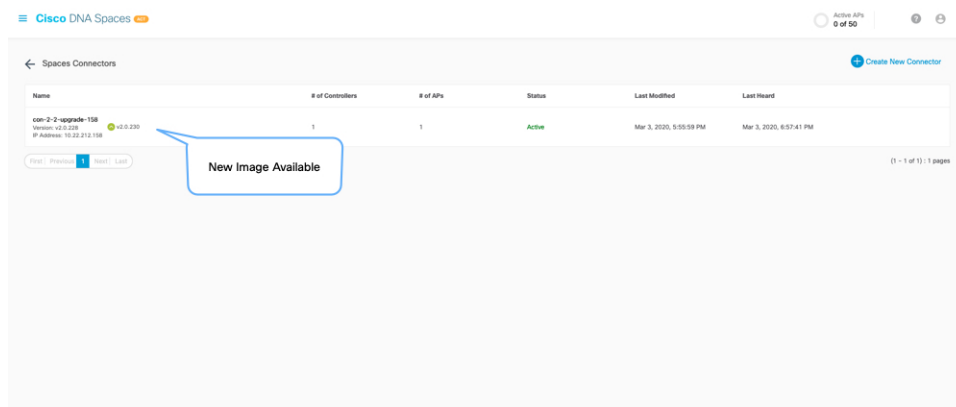 Cisco DNA Spaces
Active APs
0 of 50
Spaces Connectors
Create New Connector
Name # of Controllers # of APs Status Last Modified Last Heard
con-2-2-upgrade-158
Version: v2.0.228
v2.0.230
IP Address: 10.22.212.158
1 1 Active Mar 3, 2020, 5:55:59 PM Mar 3, 2020, 6:57:41 PM
First Previous 1 Next Last
(1 - 1 of 1) : 1 pages
New Image Available